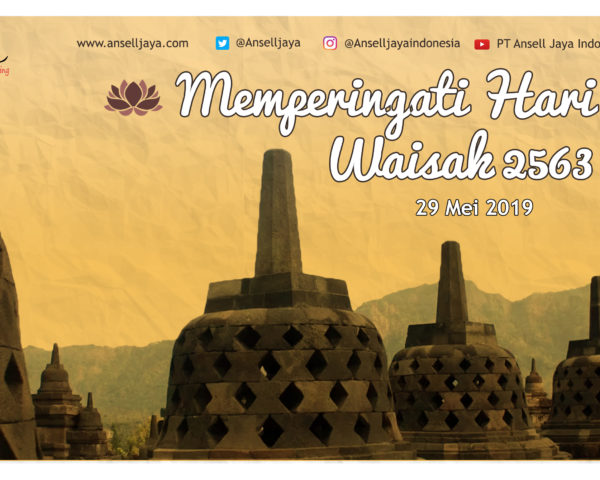 www.anselljaya.com @Anselljaya @Anselljayaindonesia PT Ansell Jaya Indo
Memperingati Hari
Waisak 2563
29 Mei 2019